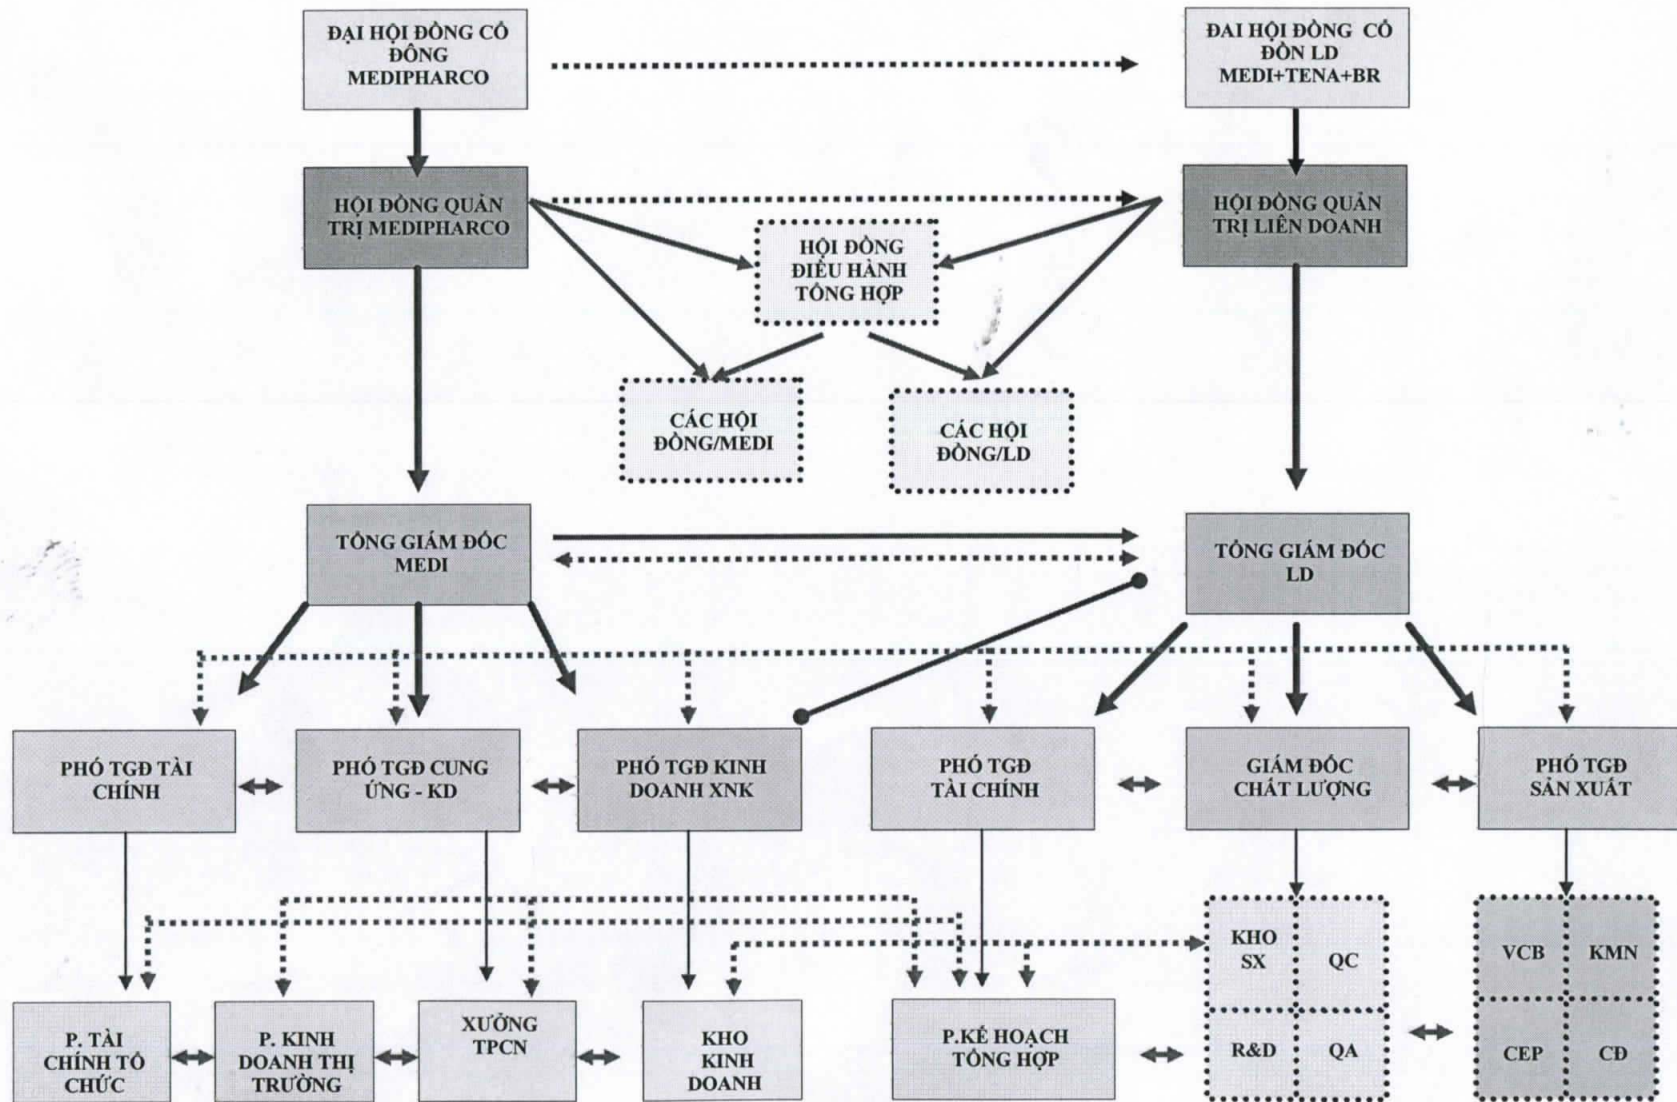 ĐẠI HỘI ĐỒNG CỔ
ĐÔNG
MEDIPHARCO
ĐAI HỘI ĐỒNG CỔ
ĐÔN LD
MEDI+TENA+BR
HỘI ĐỒNG QUẢN
TRỊ MEDIPHARCO
HỘI ĐỒNG QUẢN
TRỊ LIÊN DOANH
HỘI ĐỒNG
ĐIỀU HÀNH
TỔNG HỢP
CÁC HỘI
ĐỒNG/MEDI
CÁC HỘI
ĐỒNG/LD
TỔNG GIÁM ĐỐC
MEDI
TỔNG GIÁM ĐỐC
LD
PHÓ TGĐ TÀI
CHÍNH
PHÓ TGĐ CUNG
ỨNG - KD
PHÓ TGĐ KINH
DOANH XNK
PHÓ TGĐ
TÀI CHÍNH
GIÁM ĐỐC
CHẤT LƯỢNG
PHÓ TGĐ
SẢN XUẤT
P. TÀI
CHÍNH TỔ
CHỨC
P. KINH
DOANH THỊ
TRƯỜNG
XƯỞNG
TPCN
KHO
KINH
DOANH
P.KẾ HOẠCH
TỔNG HỢP
KHO
SX
QC
R&D
QA
VCB
KMN
CEP
CĐ